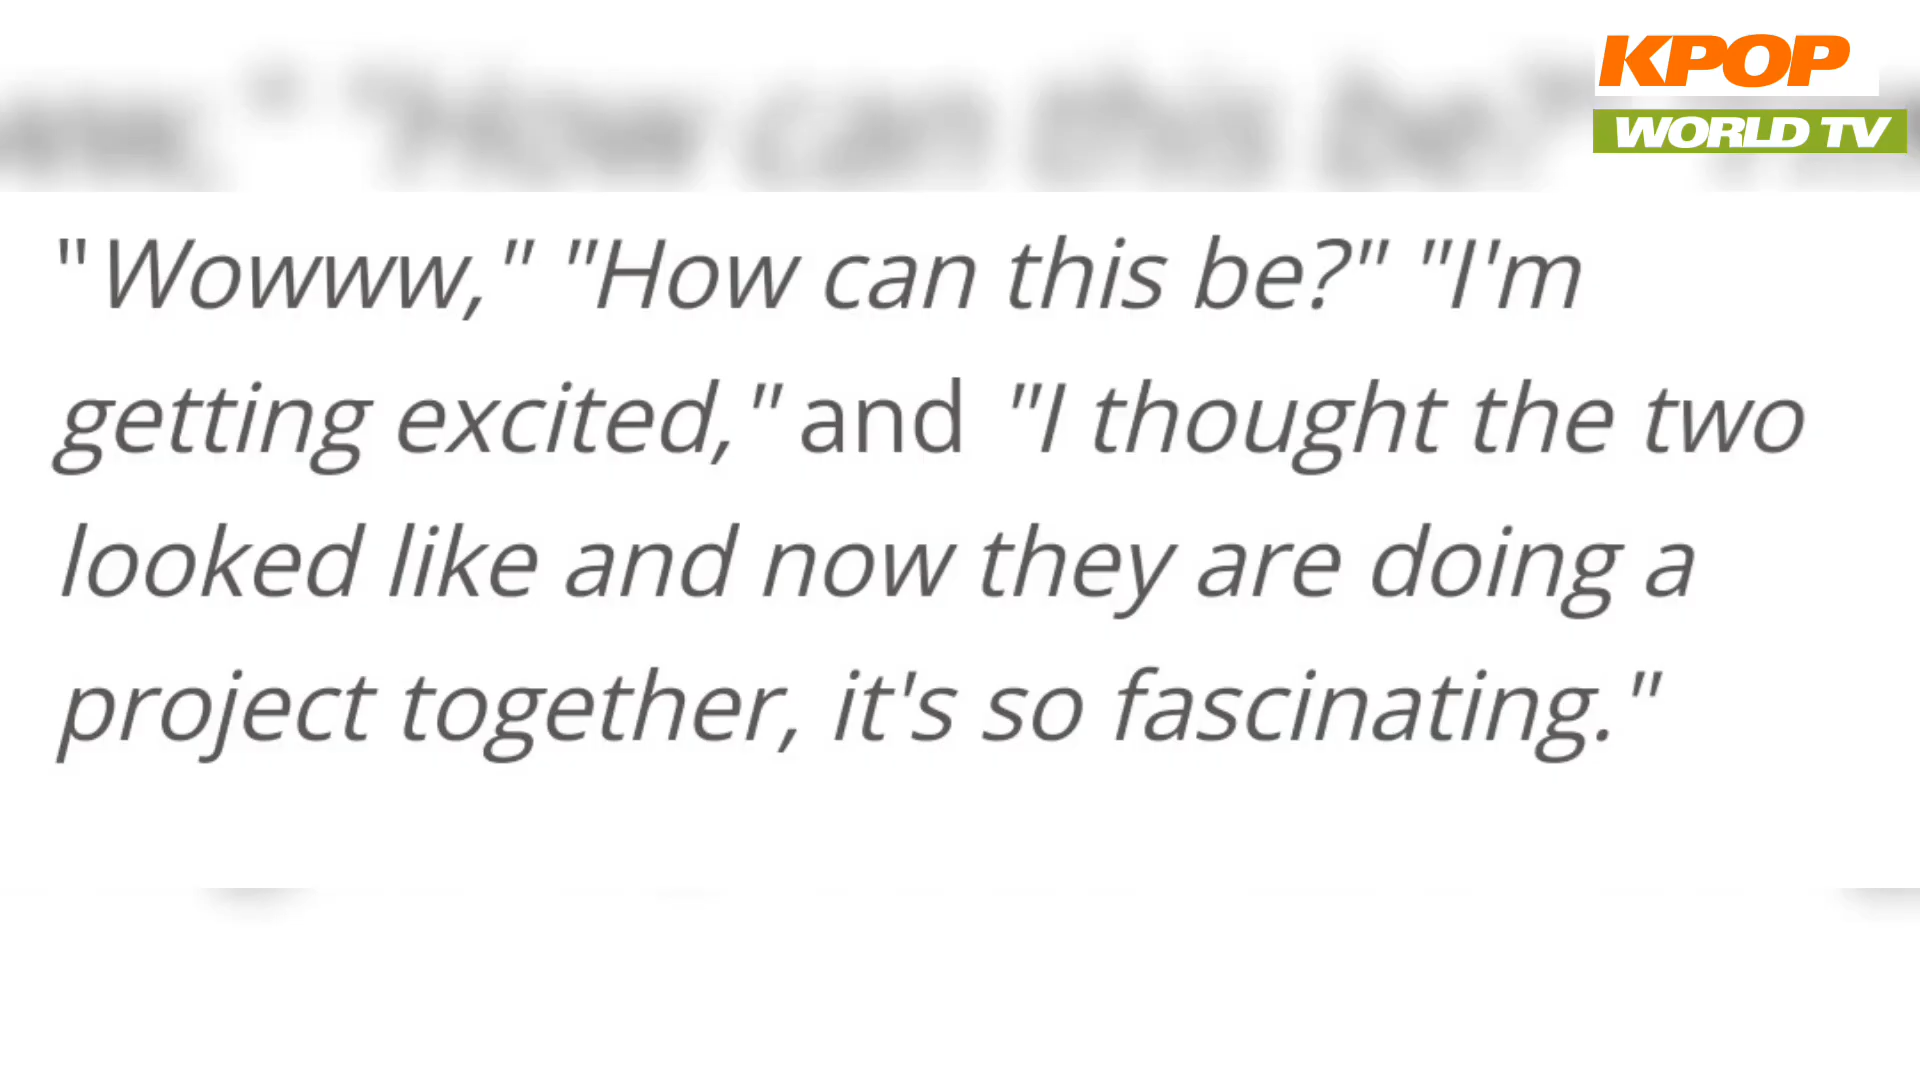 KPOP
WORLD TV
"Wowww," "How can this be?" "I'm
getting excited," and "I thought the two
looked like and now they are doing a
project together, it's so fascinating."